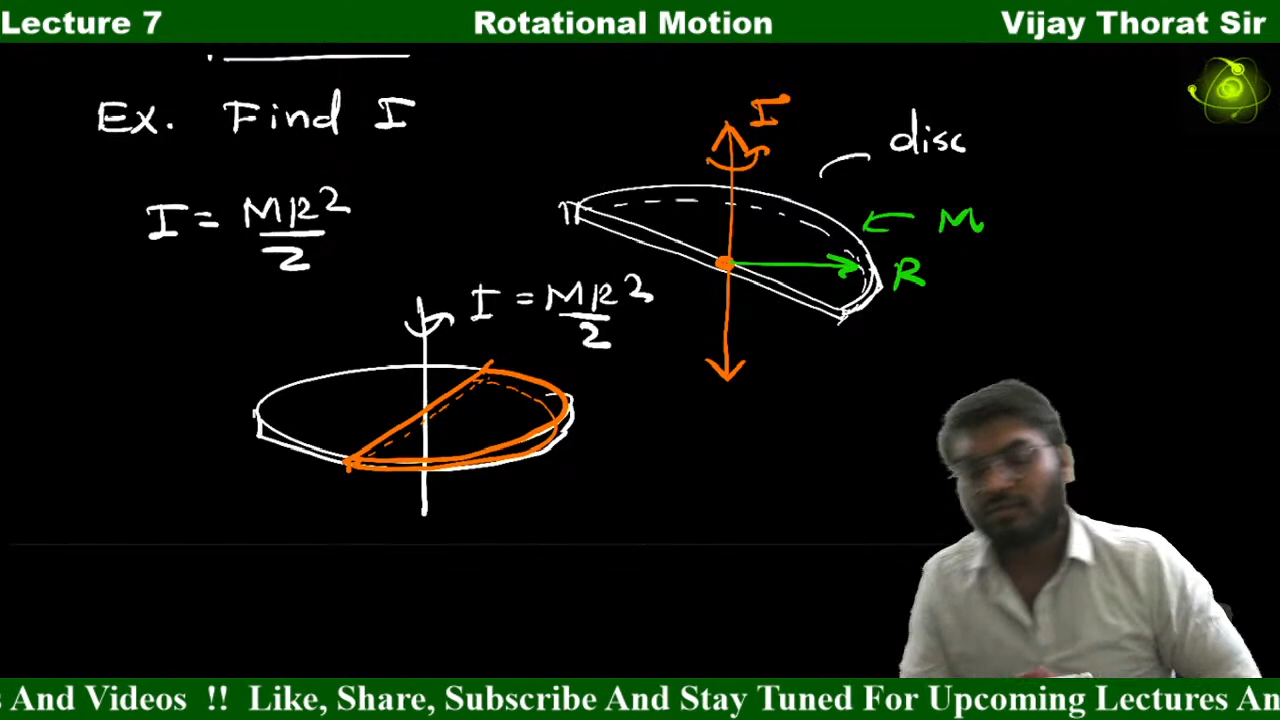 Lecture 7 Rotational Motion Vijay Thorat Sir
Ex. Find I
I
disc
I = MR²/2
M
R
I = MR²/2
s And Videos !! Like, Share, Subscribe And Stay Tuned For Upcoming Lectures An